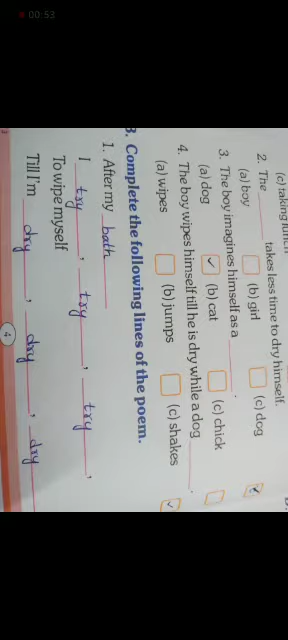 00:53
(c) taking lunch
2. The ______ takes less time to dry himself.
(a) boy (b) girl (c) dog ✓
3. The boy imagines himself as a ______.
(a) dog ✓ (b) cat (c) chick
4. The boy wipes himself till he is dry while a dog ______.
(a) wipes (b) jumps (c) shakes ✓
B. Complete the following lines of the poem.
1. After my bath
I try, try, try,
To wipe myself
Till I'm dry, dry, dry
4